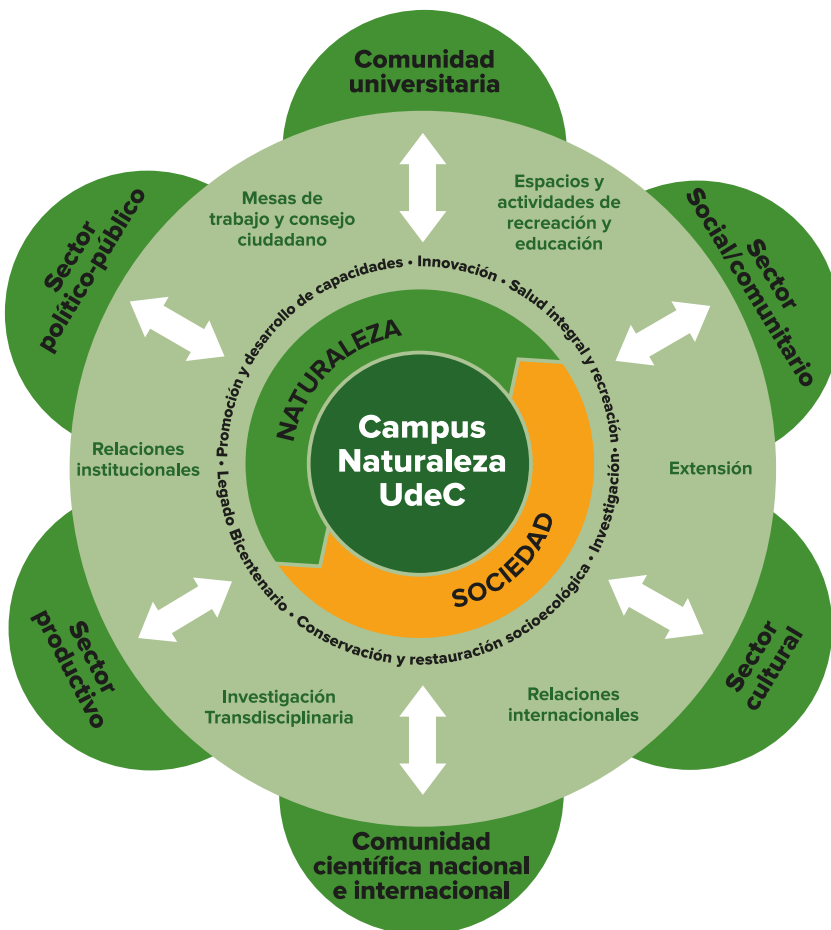 Comunidad
universitaria
Sector
político-público
Sector
Social/comunitario
Mesas de
trabajo y consejo
ciudadano
Espacios y
actividades de
recreación y
educación
Relaciones
institucionales
Extensión
Legado Bicentenario • Promoción y desarrollo de capacidades • Innovación • Salud integral y recreación •
Investigación • Conservación y restauración socioecológica •
NATURALEZA
Campus
Naturaleza
UdeC
SOCIEDAD
Sector
productivo
Sector
cultural
Investigación
Transdisciplinaria
Relaciones
internacionales
Comunidad
científica nacional
e internacional